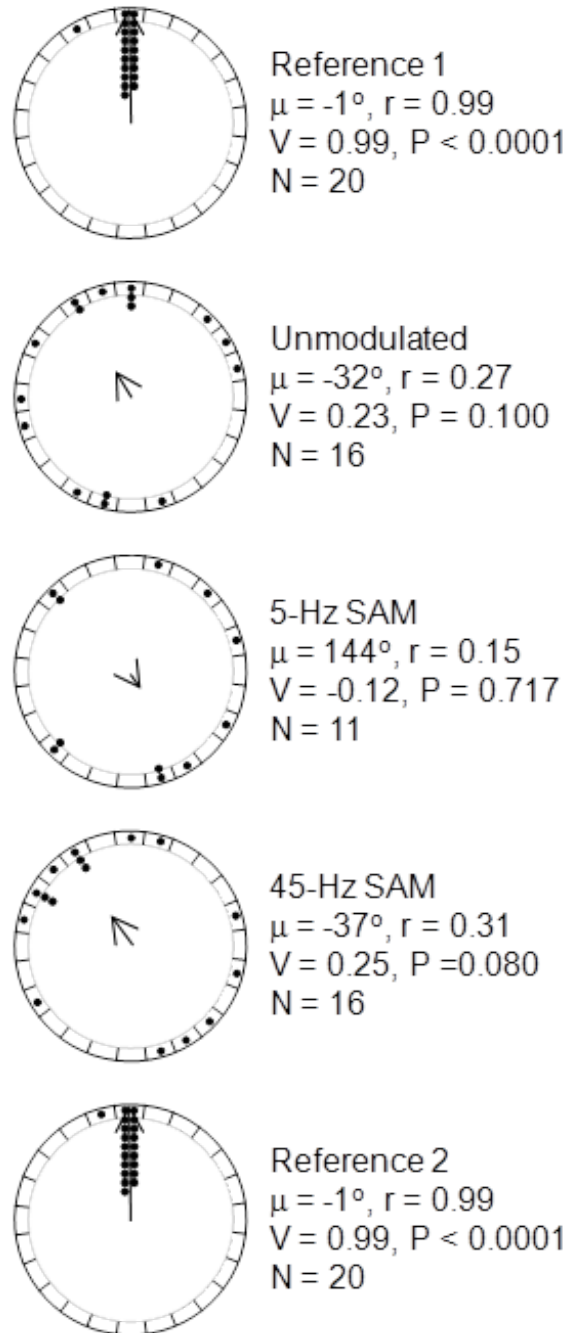 Reference 1
μ = -1º, r = 0.99
V = 0.99, P < 0.0001
N = 20
Unmodulated
μ = -32º, r = 0.27
V = 0.23, P = 0.100
N = 16
5-Hz SAM
μ = 144º, r = 0.15
V = -0.12, P = 0.717
N = 11
45-Hz SAM
μ = -37º, r = 0.31
V = 0.25, P =0.080
N = 16
Reference 2
μ = -1º, r = 0.99
V = 0.99, P < 0.0001
N = 20